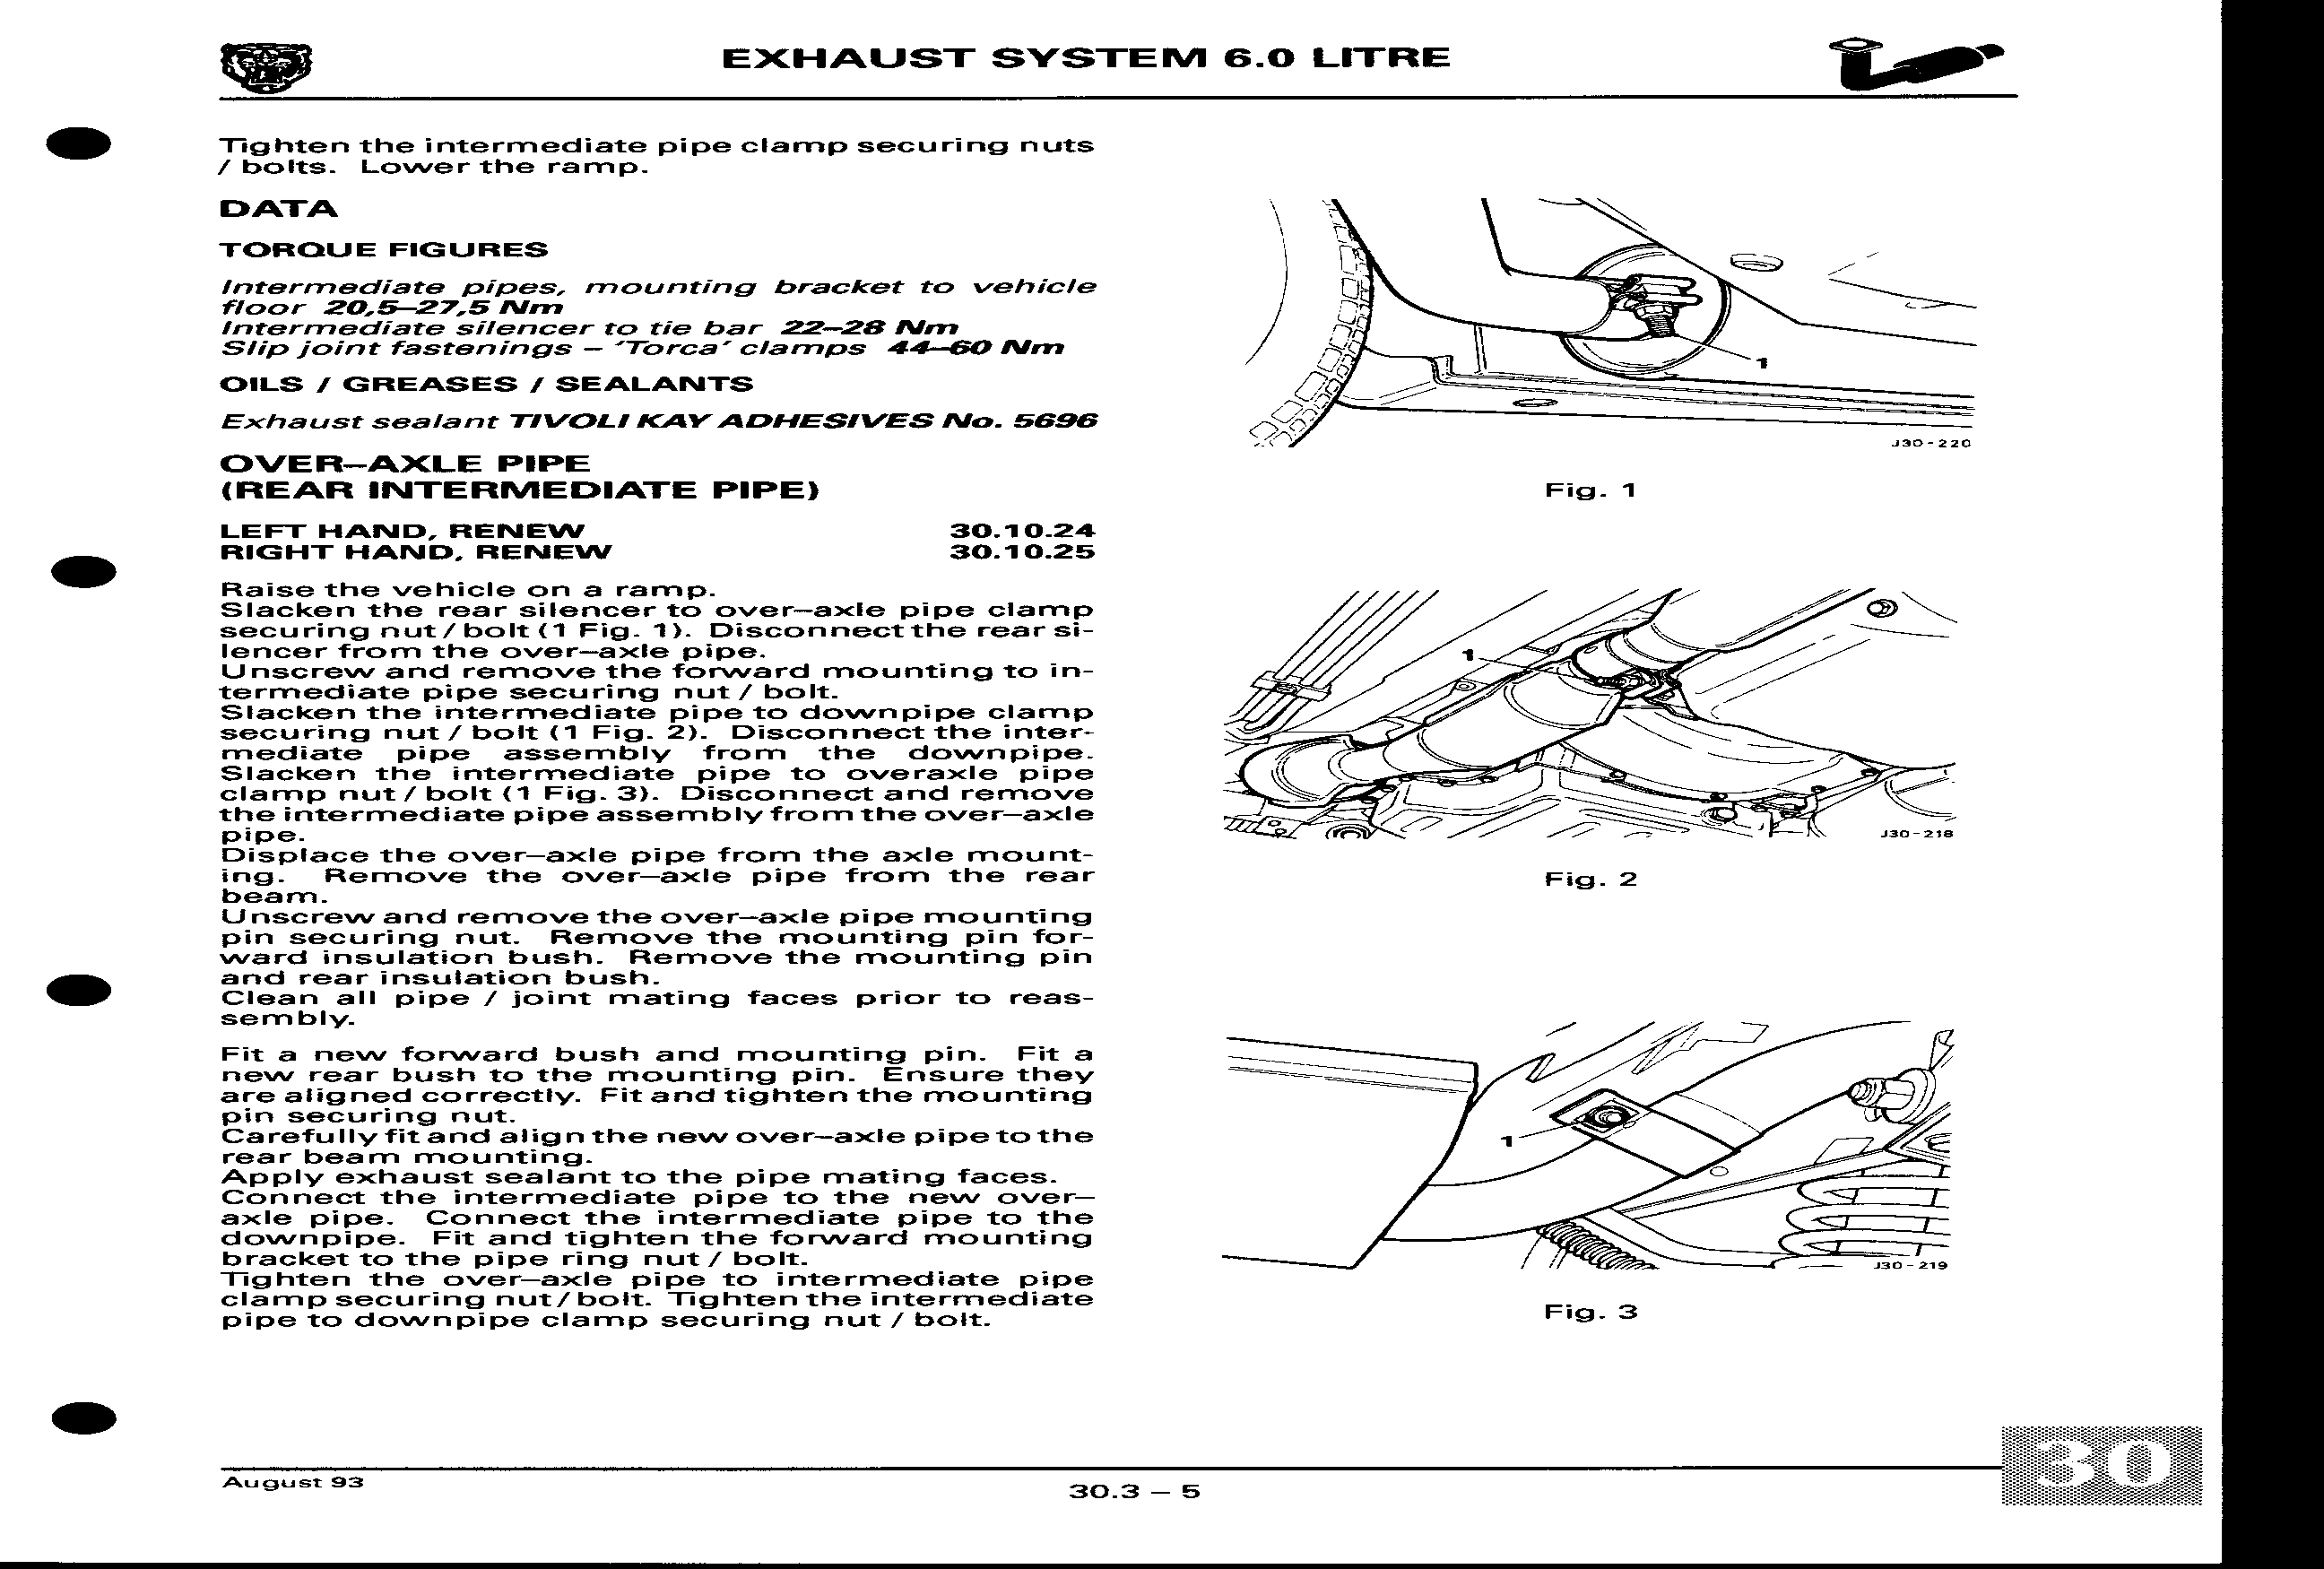 EXHAUST SYSTEM 6.0 LITRE
Tighten the intermediate pipe clamp securing nuts
/ bolts. Lower the ramp.
DATA
TORQUE FIGURES
Intermediate pipes, mounting bracket to vehicle
floor 20,5–27,5 Nm
Intermediate silencer to tie bar 22–28 Nm
Slip joint fastenings – 'Torca' clamps 44–60 Nm
OILS / GREASES / SEALANTS
Exhaust sealant TIVOLI KAY ADHESIVES No. 5696
OVER–AXLE PIPE
(REAR INTERMEDIATE PIPE)
LEFT HAND, RENEW 30.10.24
RIGHT HAND, RENEW 30.10.25
Raise the vehicle on a ramp.
Slacken the rear silencer to over–axle pipe clamp
securing nut / bolt (1 Fig. 1). Disconnect the rear si-
lencer from the over–axle pipe.
Unscrew and remove the forward mounting to in-
termediate pipe securing nut / bolt.
Slacken the intermediate pipe to downpipe clamp
securing nut / bolt (1 Fig. 2). Disconnect the inter-
mediate pipe assembly from the downpipe.
Slacken the intermediate pipe to overaxle pipe
clamp nut / bolt (1 Fig. 3). Disconnect and remove
the intermediate pipe assembly from the over–axle
pipe.
Displace the over–axle pipe from the axle mount-
ing. Remove the over–axle pipe from the rear
beam.
Unscrew and remove the over–axle pipe mounting
pin securing nut. Remove the mounting pin for-
ward insulation bush. Remove the mounting pin
and rear insulation bush.
Clean all pipe / joint mating faces prior to reas-
sembly.
Fit a new forward bush and mounting pin. Fit a
new rear bush to the mounting pin. Ensure they
are aligned correctly. Fit and tighten the mounting
pin securing nut.
Carefully fit and align the new over–axle pipe to the
rear beam mounting.
Apply exhaust sealant to the pipe mating faces.
Connect the intermediate pipe to the new over–
axle pipe. Connect the intermediate pipe to the
downpipe. Fit and tighten the forward mounting
bracket to the pipe ring nut / bolt.
Tighten the over–axle pipe to intermediate pipe
clamp securing nut / bolt. Tighten the intermediate
pipe to downpipe clamp securing nut / bolt.
1
J30-220
Fig. 1
1
J30-218
Fig. 2
1
J30-219
Fig. 3
August 93
30.3 – 5
30